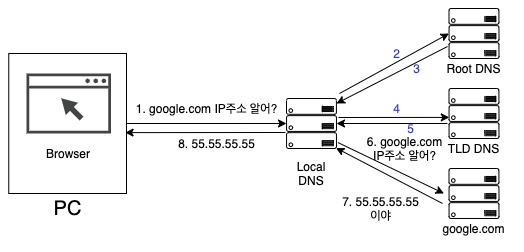 2
3
Root DNS
1. google.com IP주소 알어?
4
5
8. 55.55.55.55
6. google.com
IP주소 알어?
TLD DNS
Browser
Local
DNS
7. 55.55.55.55
이야
PC
google.com